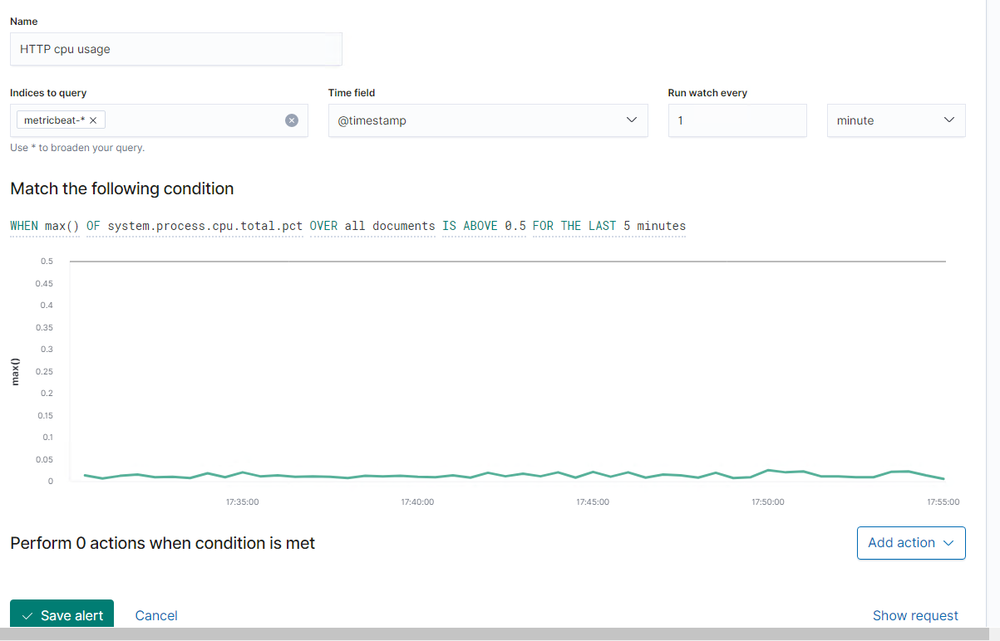 Name
HTTP cpu usage
Indices to query
Time field
Run watch every
metricbeat-*
@timestamp
1
minute
Use * to broaden your query.
Match the following condition
WHEN max() OF system.process.cpu.total.pct OVER all documents IS ABOVE 0.5 FOR THE LAST 5 minutes
0.5
0.45
0.4
0.35
0.3
0.25
0.2
0.15
0.1
0.05
0
max()
17:35:00 17:40:00 17:45:00 17:50:00 17:55:00
Perform 0 actions when condition is met
Add action
Save alert
Cancel
Show request